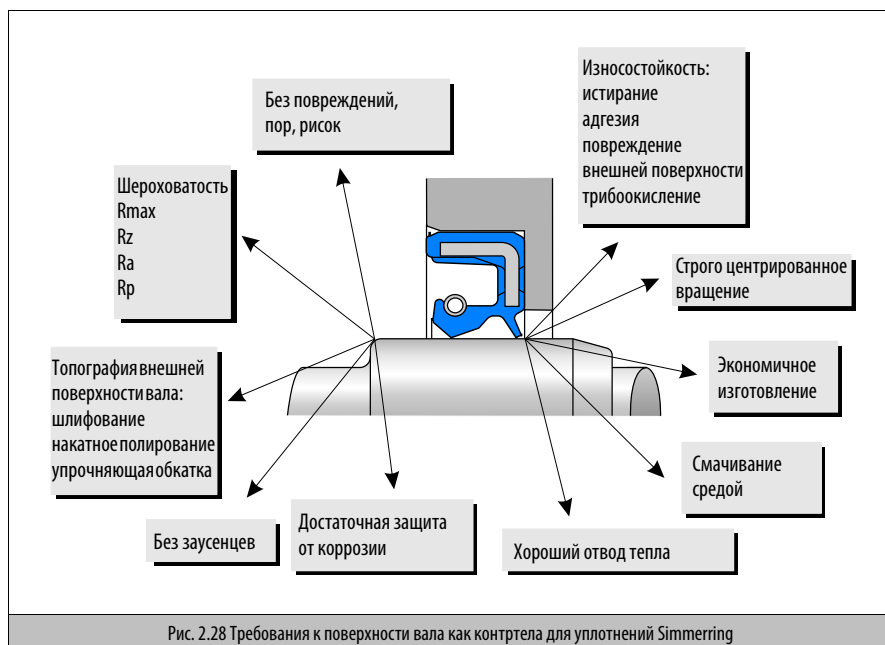 Без повреждений,
пор, рисок
Износостойкость:
истирание
адгезия
повреждение
внешней поверхности
трибоокисление
Шероховатость
Rmax
Rz
Ra
Rp
Строго центрированное
вращение
Топография внешней
поверхности вала:
шлифование
накатное полирование
упрочняющая обкатка
Экономичное
изготовление
Смачивание
средой
Без заусенцев
Достаточная защита
от коррозии
Хороший отвод тепла
Рис. 2.28 Требования к поверхности вала как контртела для уплотнений Simmerring